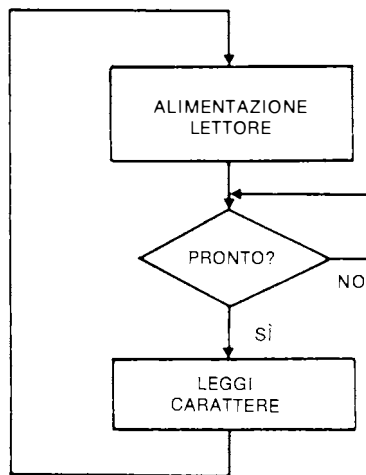 ALIMENTAZIONE
LETTORE
PRONTO?
NO
SÌ
LEGGI
CARATTERE